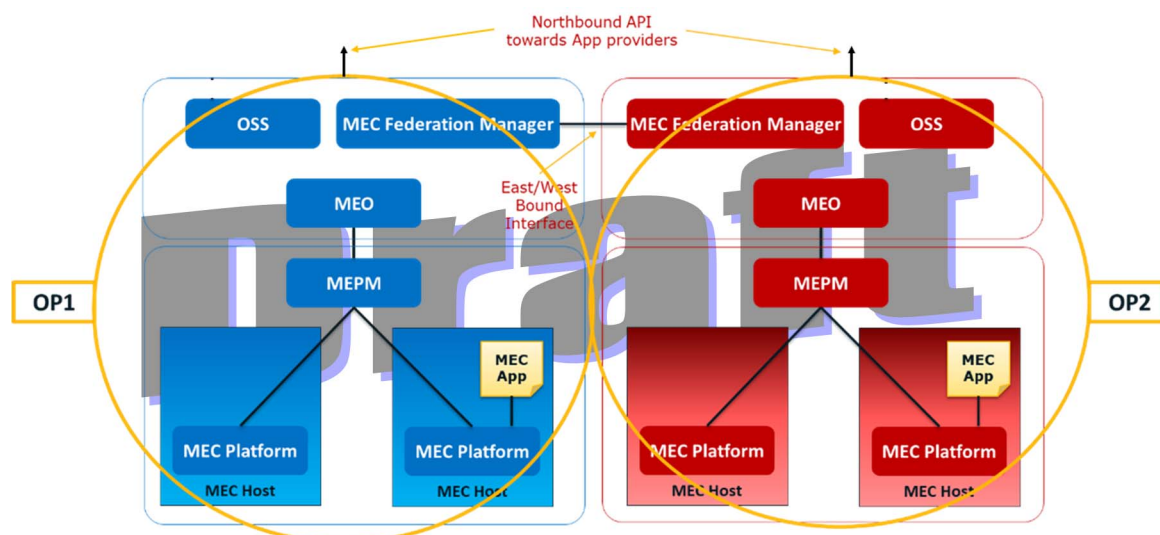 Northbound API
towards App providers
OSS
MEC Federation Manager
MEC Federation Manager
OSS
East/West
Bound
Interface
MEO
MEO
MEPM
MEPM
OP1
OP2
MEC
App
MEC
App
MEC Platform
MEC Platform
MEC Platform
MEC Platform
MEC Host
MEC Host
MEC Host
MEC Host
Draft